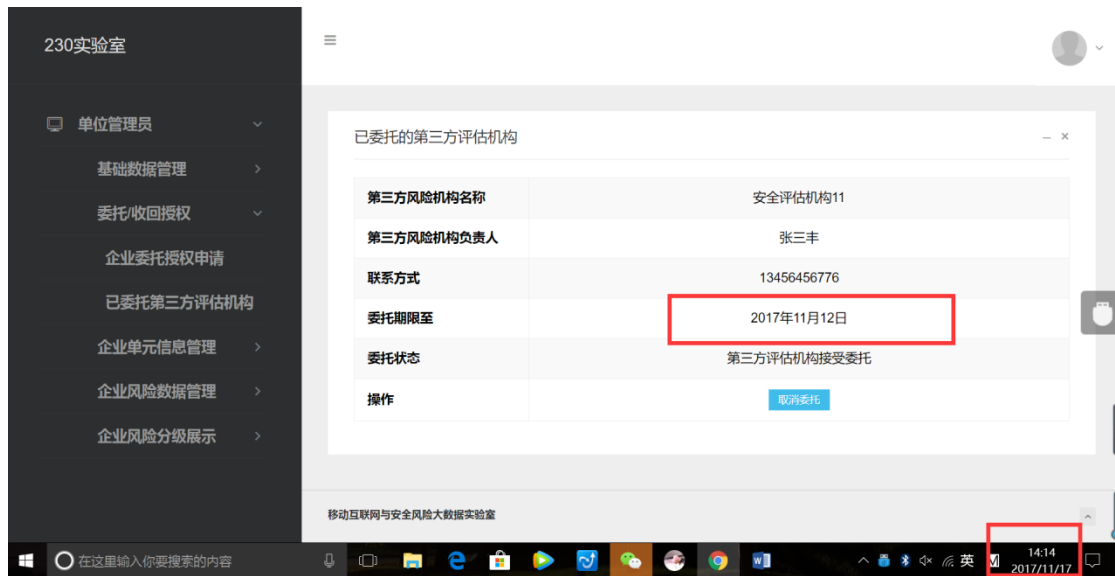 230实验室
单位管理员
基础数据管理
委托/收回授权
企业委托授权申请
已委托第三方评估机构
企业单元信息管理
企业风险数据管理
企业风险分级展示
已委托的第三方评估机构
第三方风险机构名称 安全评估机构11
第三方风险机构负责人 张三丰
联系方式 13456456776
委托期限至 2017年11月12日
委托状态 第三方评估机构接受委托
操作 取消委托
移动互联网与安全风险大数据实验室
在这里输入你要搜索的内容
英
14:14
2017/11/17